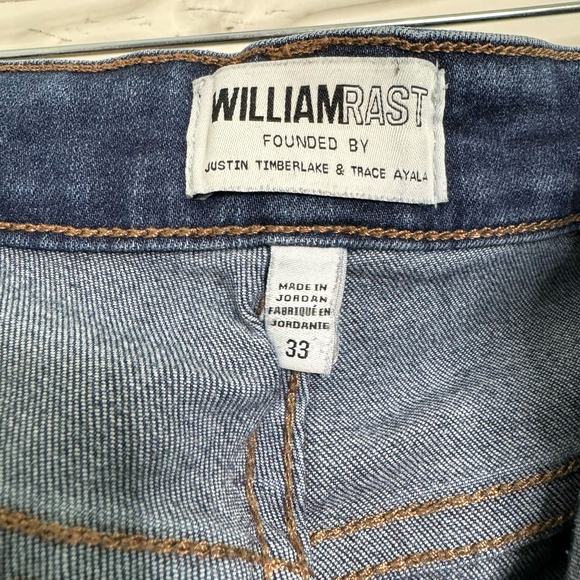 WILLIAMRAST
FOUNDED BY
JUSTIN TIMBERLAKE & TRACE AYALA
MADE IN
JORDAN
FABRIQUÉ EN
JORDANIE
33